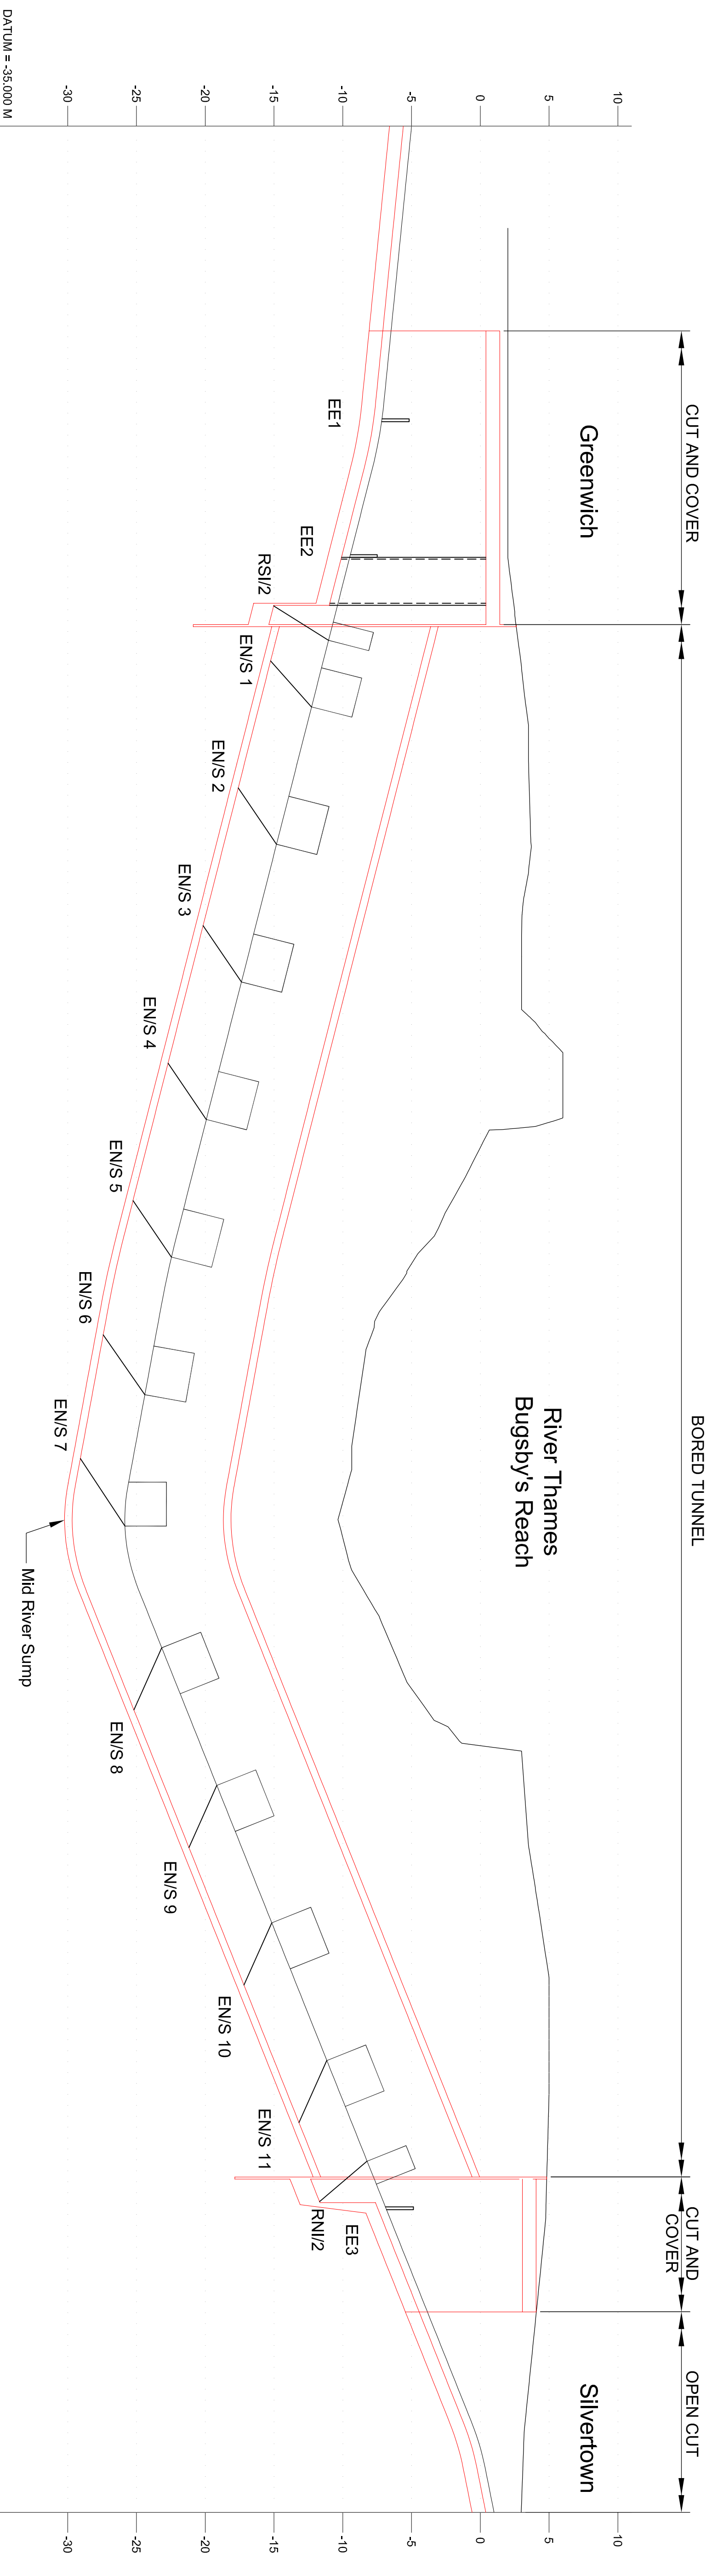 CUT AND COVER
BORED TUNNEL
CUT AND
COVER
OPEN CUT
10
5
0
-5
-10
-15
-20
-25
-30
DATUM = -35.000 M
Greenwich
River Thames
Bugsby's Reach
Silvertown
EE1
EE2
RSI/2
EN/S 1
EN/S 2
EN/S 3
EN/S 4
EN/S 5
EN/S 6
EN/S 7
Mid River Sump
EN/S 8
EN/S 9
EN/S 10
EN/S 11
RNI/2
EE3
10
5
0
-5
-10
-15
-20
-25
-30